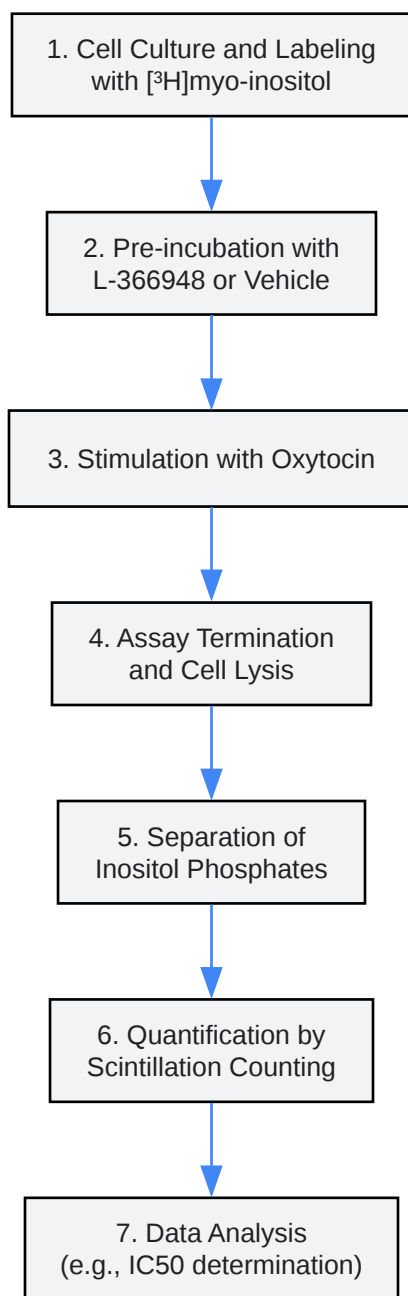 1. Cell Culture and Labeling
with [³H]myo-inositol
2. Pre-incubation with
L-366948 or Vehicle
3. Stimulation with Oxytocin
4. Assay Termination
and Cell Lysis
5. Separation of
Inositol Phosphates
6. Quantification by
Scintillation Counting
7. Data Analysis
(e.g., IC50 determination)